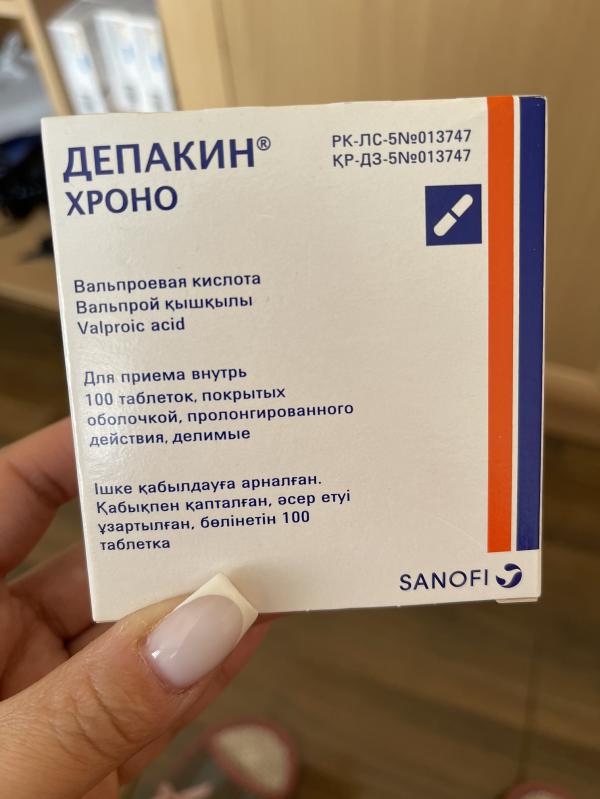 ДЕПАКИН®
ХРОНО
РК-ЛС-5№013747
ҚР-ДЗ-5№013747
Вальпроевая кислота
Вальпрой қышқылы
Valproic acid
Для приема внутрь
100 таблеток, покрытых
оболочкой, пролонгированного
действия, делимые
Ішке қабылдауға арналған.
Қабықпен қапталған, әсер етуі
ұзартылған, бөлінетін 100
таблетка
SANOFI